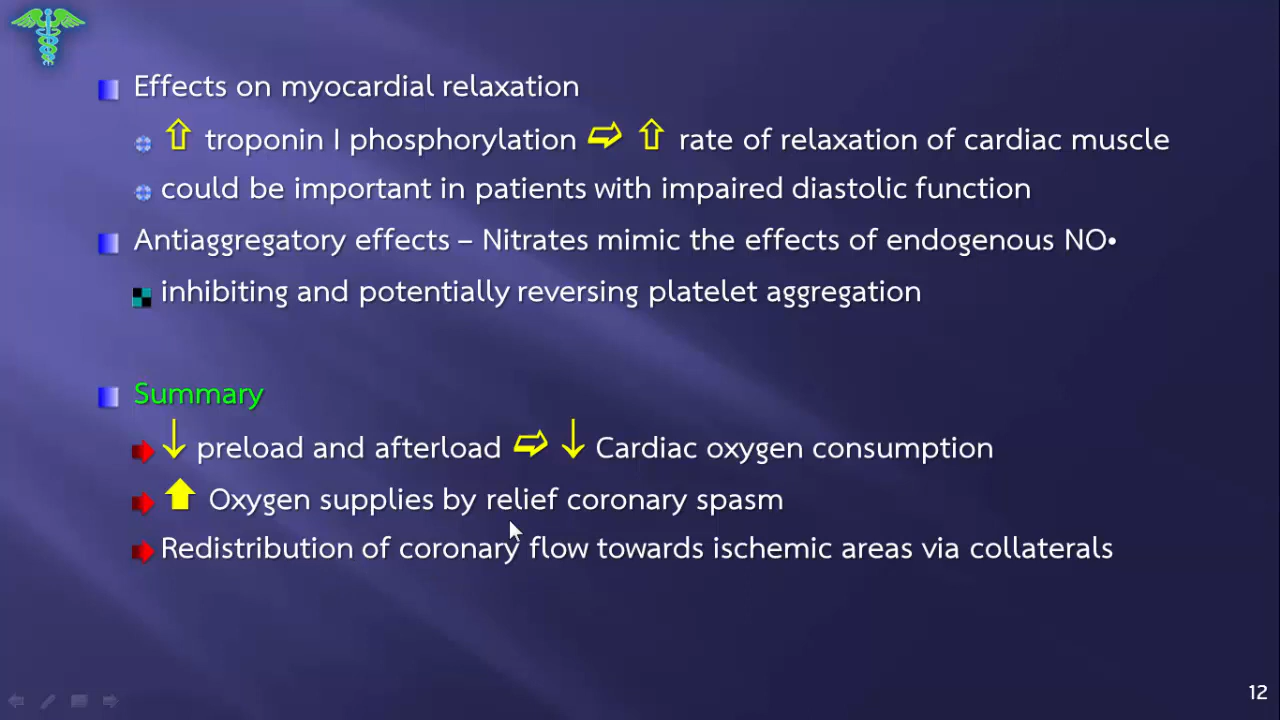 Effects on myocardial relaxation
⇧ troponin I phosphorylation ⇨ ⇧ rate of relaxation of cardiac muscle
could be important in patients with impaired diastolic function
Antiaggregatory effects – Nitrates mimic the effects of endogenous NO•
inhibiting and potentially reversing platelet aggregation
Summary
↓ preload and afterload ⇨ ↓ Cardiac oxygen consumption
⬆ Oxygen supplies by relief coronary spasm
Redistribution of coronary flow towards ischemic areas via collaterals
12